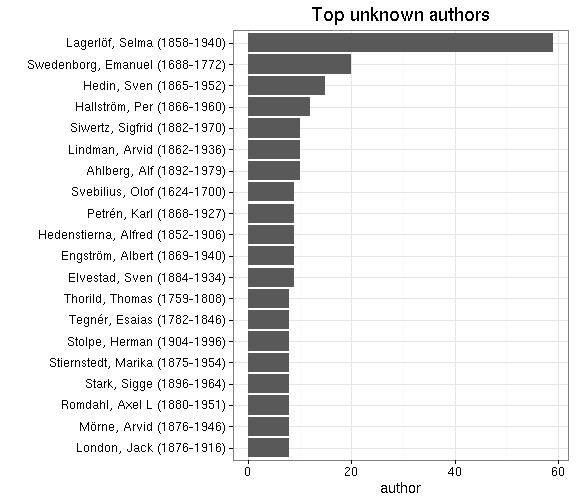 Top unknown authors
Lagerlöf, Selma (1858-1940)
Swedenborg, Emanuel (1688-1772)
Hedin, Sven (1865-1952)
Hallström, Per (1866-1960)
Siwertz, Sigfrid (1882-1970)
Lindman, Arvid (1862-1936)
Ahlberg, Alf (1892-1979)
Svebilius, Olof (1624-1700)
Petrén, Karl (1868-1927)
Hedenstierna, Alfred (1852-1906)
Engström, Albert (1869-1940)
Elvestad, Sven (1884-1934)
Thorild, Thomas (1759-1808)
Tegnér, Esaias (1782-1846)
Stolpe, Herman (1904-1996)
Stiernstedt, Marika (1875-1954)
Stark, Sigge (1896-1964)
Romdahl, Axel L (1880-1951)
Mörne, Arvid (1876-1946)
London, Jack (1876-1916)
0 20 40 60
author